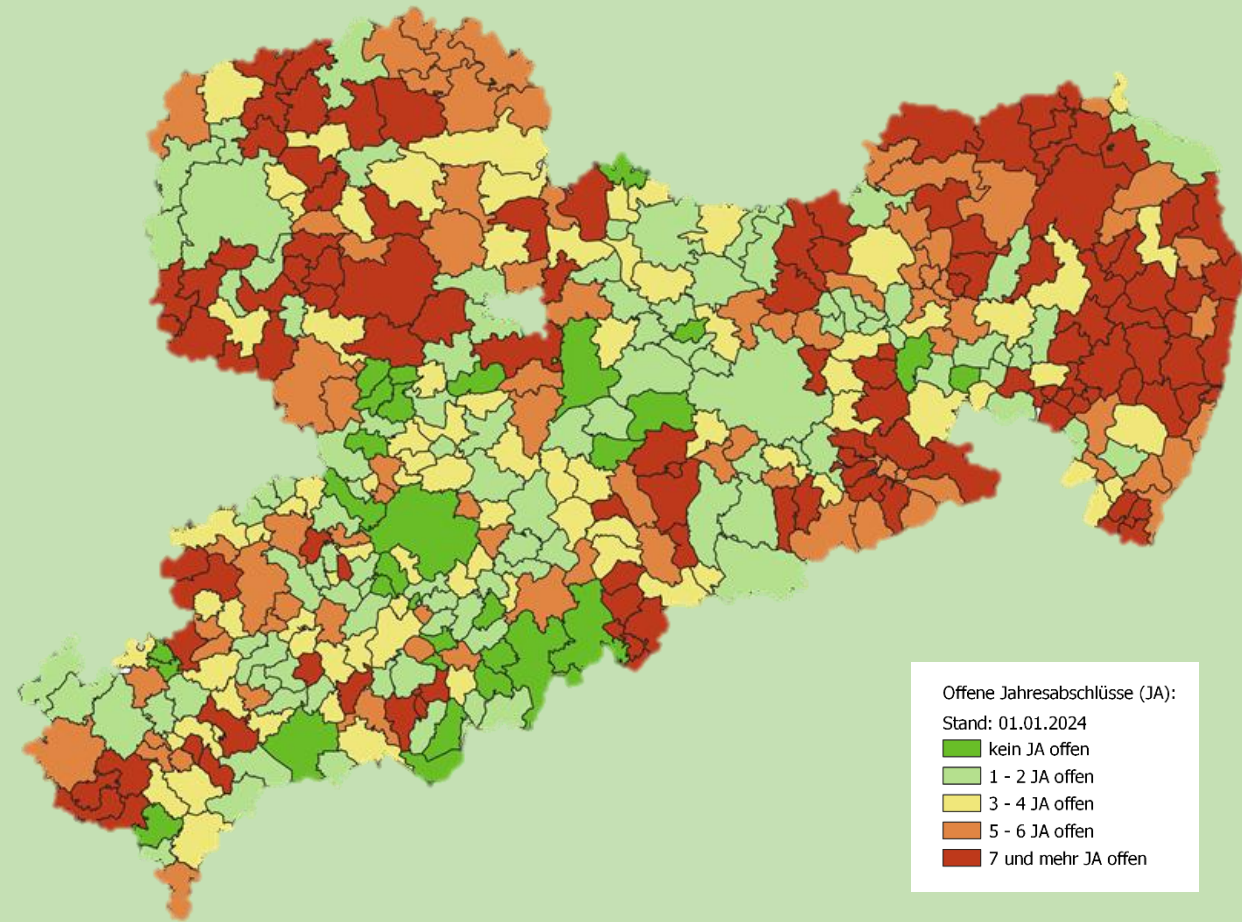 Offene Jahresabschlüsse (JA):
Stand: 01.01.2024
kein JA offen
1 - 2 JA offen
3 - 4 JA offen
5 - 6 JA offen
7 und mehr JA offen